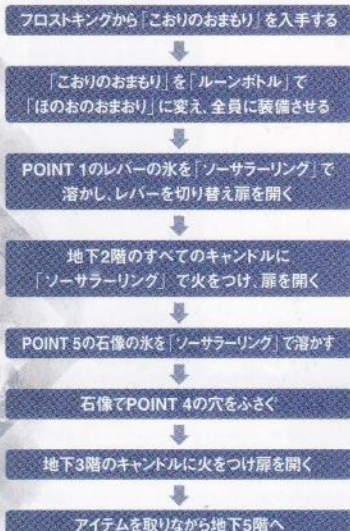 フロストキングから「こおりのおまもり」を入手する
「こおりのおまもり」を「ルーンボトル」で
「ほのおのおまおり」に変え、全員に装備させる
POINT 1のレバーの氷を「ソーサラーリング」で
溶かし、レバーを切り替え扉を開く
地下2階のすべてのキャンドルに
「ソーサラーリング」で火をつけ、扉を開く
POINT 5の石像の氷を「ソーサラーリング」で溶かす
石像でPOINT 4の穴をふさぐ
地下3階のキャンドルに火をつけ扉を開く
アイテムを取りながら地下5階へ